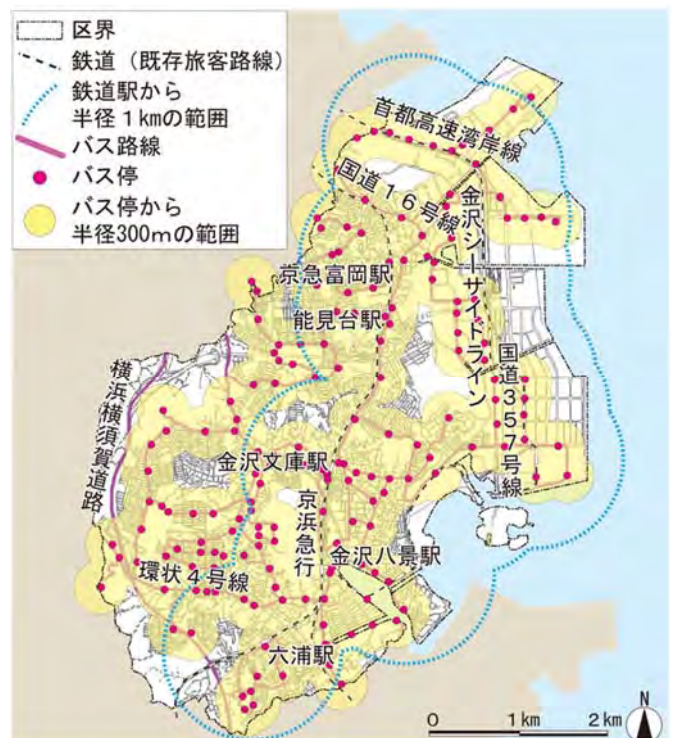 区界
鉄道（既存旅客路線）
鉄道駅から
半径１kmの範囲
バス路線
バス停
バス停から
半径300mの範囲
首都高速湾岸線
国道１６号線
金沢シーサイドライン
京急富岡駅
能見台駅
国道３５７号線
横浜横須賀道路
金沢文庫駅
京浜急行
金沢八景駅
環状４号線
六浦駅
N
0 1km 2km